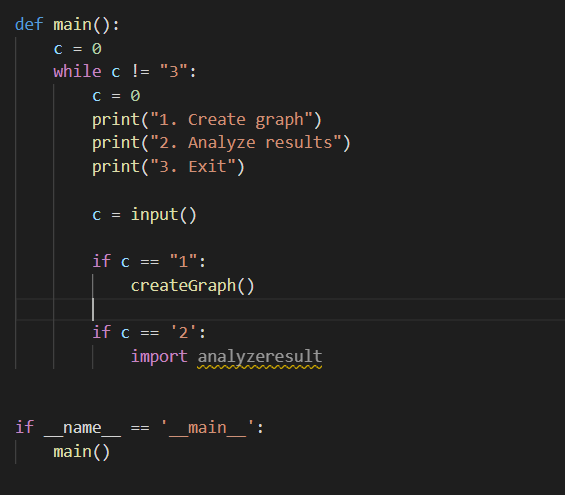 def main():
    c = 0
    while c != "3":
        c = 0
        print("1. Create graph")
        print("2. Analyze results")
        print("3. Exit")

        c = input()

        if c == "1":
            createGraph()

        if c == '2':
            import analyzeresult


if __name__ == '__main__':
    main()